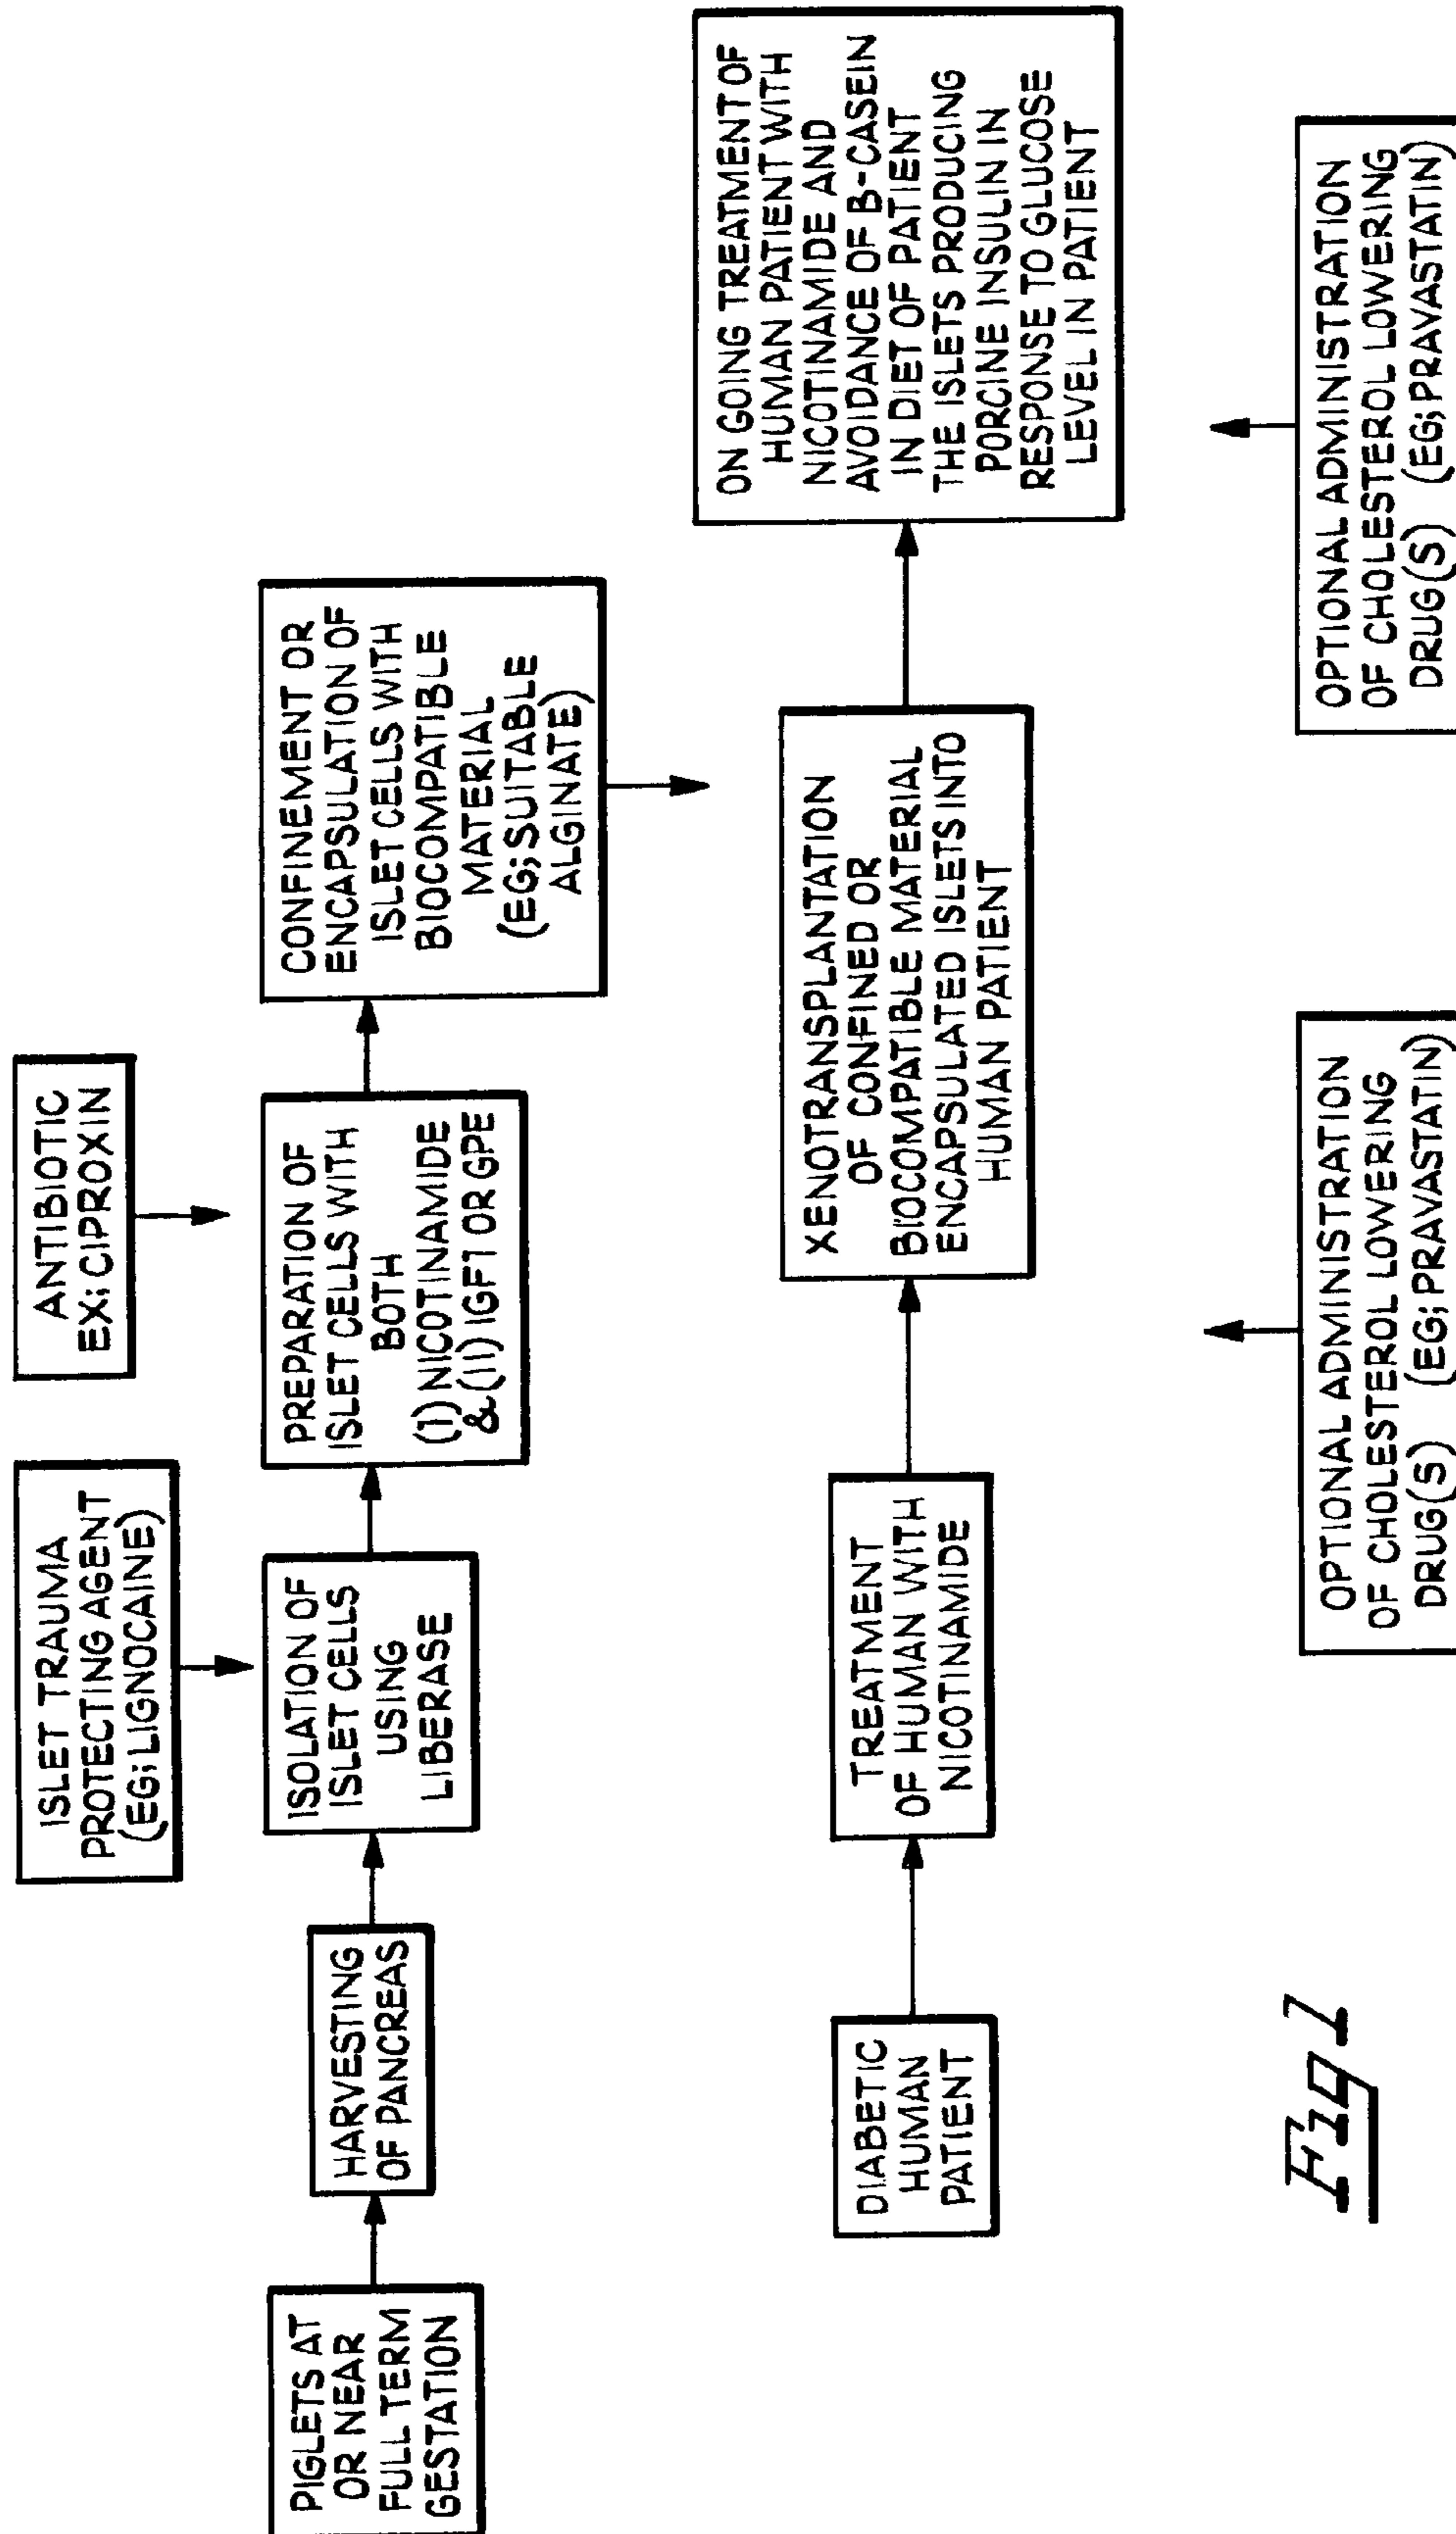 ISLET TRAUMA
PROTECTING AGENT
(EG; LIGNOCAINE)
ANTIBIOTIC
EX; CIPROXIN
PIGLETS AT
OR NEAR
FULL TERM
GESTATION
HARVESTING
OF PANCREAS
ISOLATION OF
ISLET CELLS
USING
LIBERASE
PREPARATION OF
ISLET CELLS WITH
BOTH
(1) NICOTINAMIDE
& (11) IGF1 OR GPE
CONFINEMENT OR
ENCAPSULATION OF
ISLET CELLS WITH
BIOCOMPATIBLE
MATERIAL
(EG; SUITABLE
ALGINATE)
DIABETIC
HUMAN
PATIENT
TREATMENT
OF HUMAN WITH
NICOTINAMIDE
XENOTRANSPLANTATION
OF CONFINED OR
BIOCOMPATIBLE MATERIAL
ENCAPSULATED ISLETS INTO
HUMAN PATIENT
ON GOING TREATMENT OF
HUMAN PATIENT WITH
NICOTINAMIDE AND
AVOIDANCE OF B-CASEIN
IN DIET OF PATIENT
THE ISLETS PRODUCING
PORCINE INSULIN IN
RESPONSE TO GLUCOSE
LEVEL IN PATIENT
OPTIONAL ADMINISTRATION
OF CHOLESTEROL LOWERING
DRUG(S) (EG; PRAVASTATIN)
OPTIONAL ADMINISTRATION
OF CHOLESTEROL LOWERING
DRUG(S) (EG; PRAVASTATIN)
Fig 1